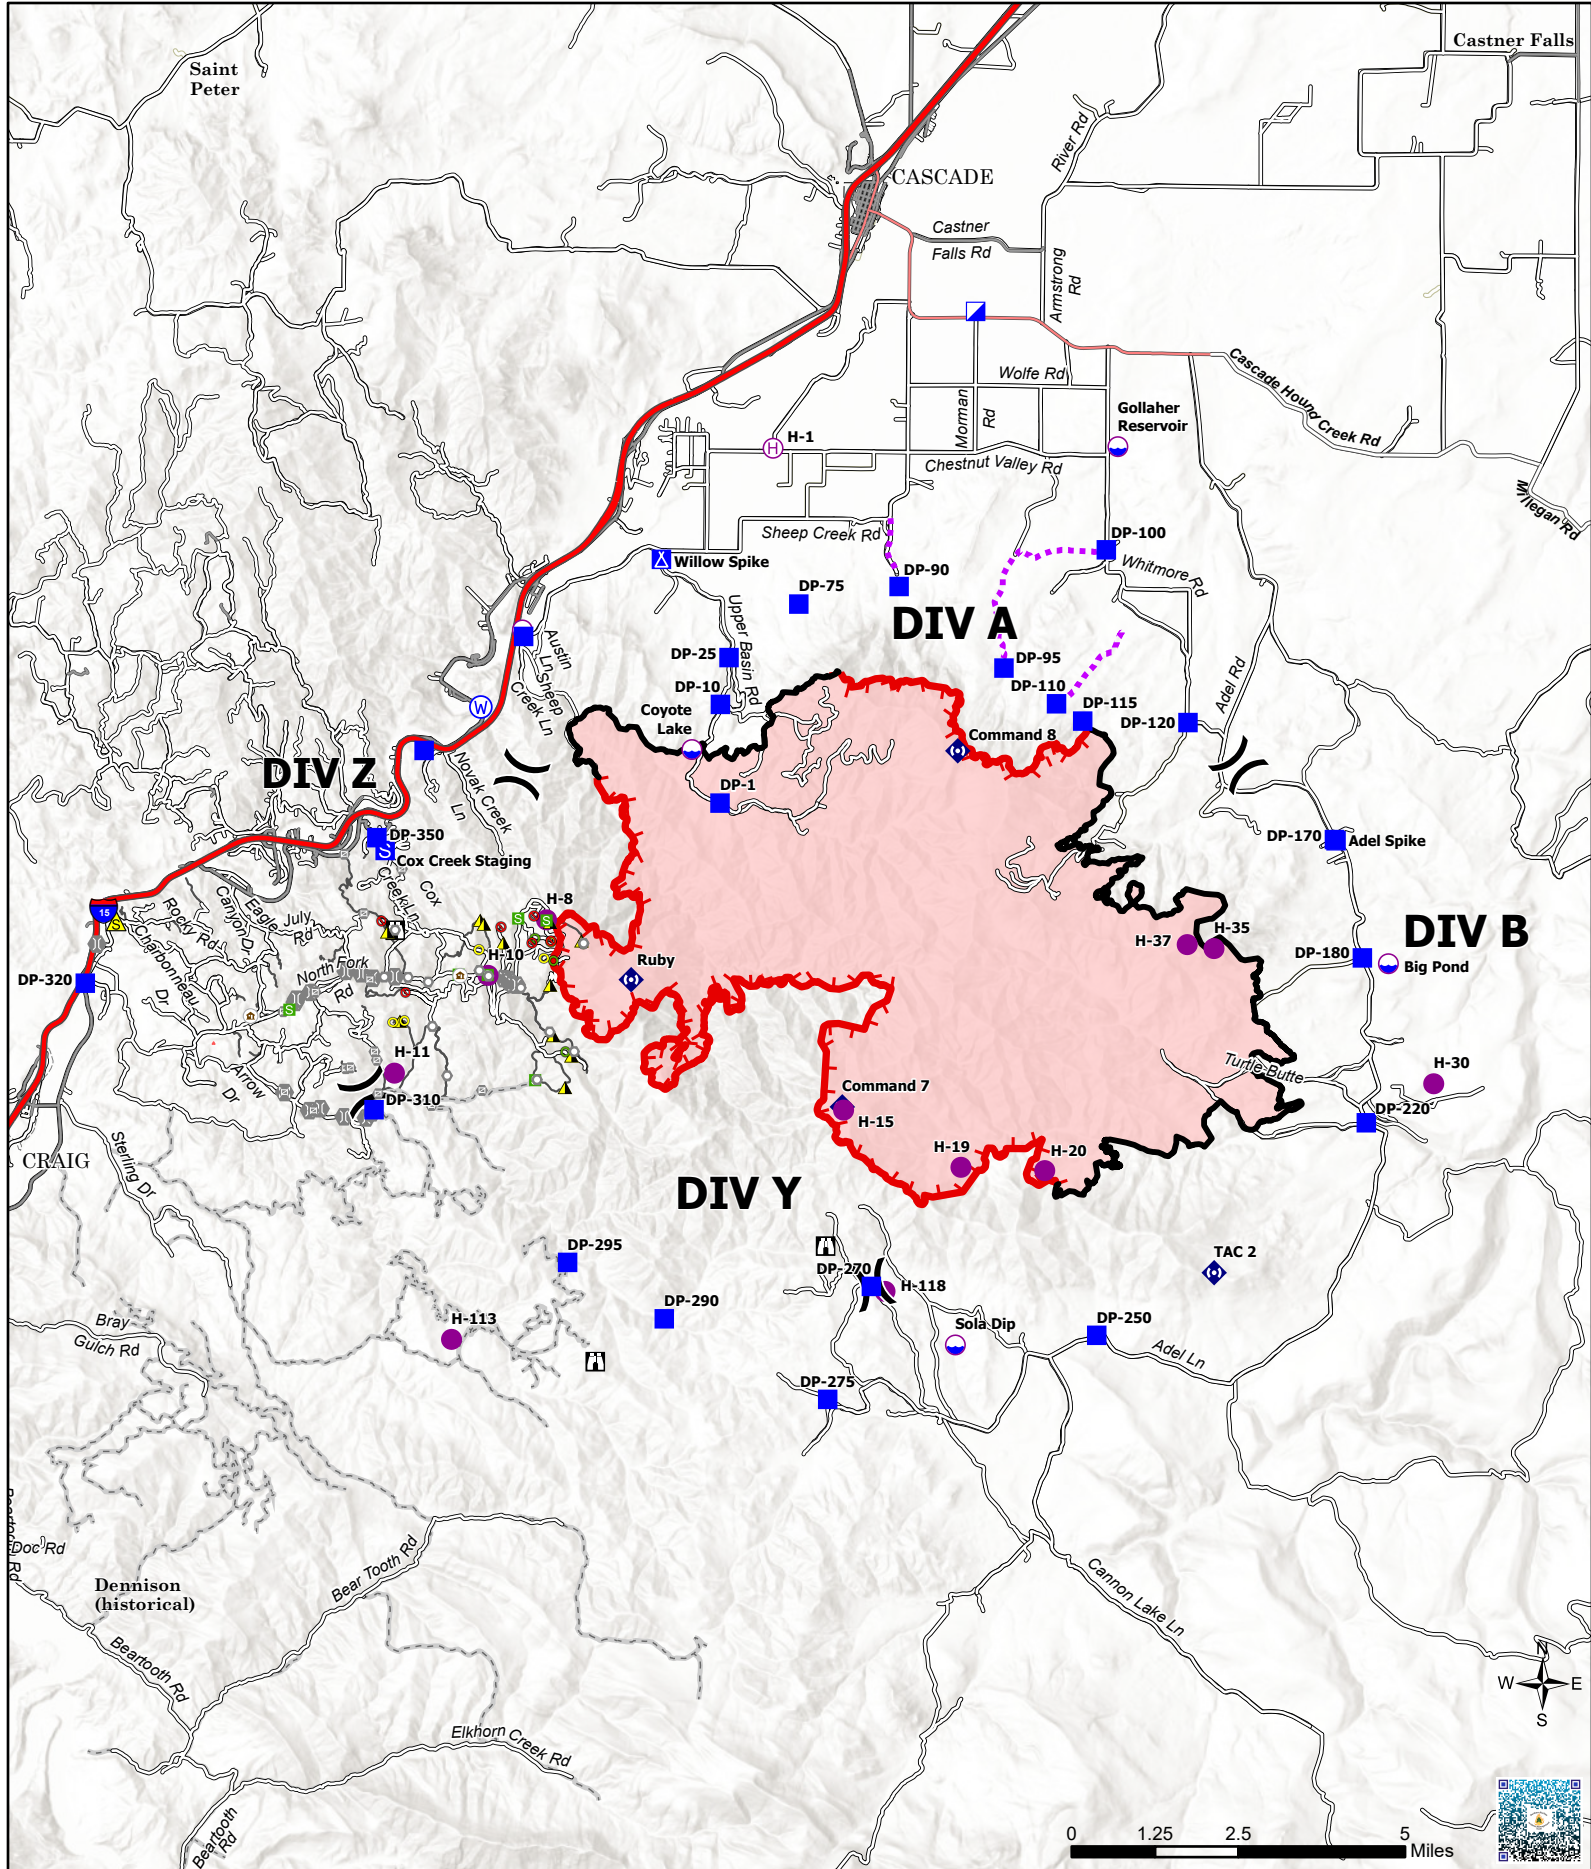 Castner Falls
Saint
Peter
River Rd
CASCADE
Castner
Falls Rd
Armstrong
Rd
Cascade Hound Creek Rd
Wolfe Rd
Morman
Rd
Gollaher
Reservoir
H
H-1
Chestnut Valley Rd
Millegan Rd
Sheep Creek Rd
DP-100
Willow Spike
Whitmore Rd
DP-90
DP-75
DIV A
Upper Basin Rd
Austin
Ln
Sheep
Creek Ln
DP-25
DP-95
DP-10
DP-110
Adel Rd
W
Coyote
Lake
DP-115
DP-120
Command 8
DIV Z
Novak Creek
Ln
DP-1
DP-350
DP-170
Adel Spike
S
Cox Creek Staging
Cox
Creek Ln
15
S
Rocky Rd
Canyon Dr
Eagle
July
Rd
S
S
H-8
H-37
H-35
DIV B
Charbonneau
Dr
North Fork
Rd
H-10
Ruby
DP-180
Big Pond
DP-320
S
Arrow
Dr
H-11
Turtle Butte
H-30
Command 7
DP-310
H-15
DP-220
CRAIG
Sterling Dr
H-19
H-20
DIV Y
DP-295
TAC 2
DP-270
H-118
DP-290
H-113
Sola Dip
DP-250
Bray
Gulch Rd
Adel Ln
DP-275
Doc Rd
Bear Tooth Rd
Cannon Lake Ln
Dennison
(historical)
Beartooth Rd
N
W
E
S
Elkhorn Creek Rd
Beartooth
Rd
0
1.25
2.5
5
Miles